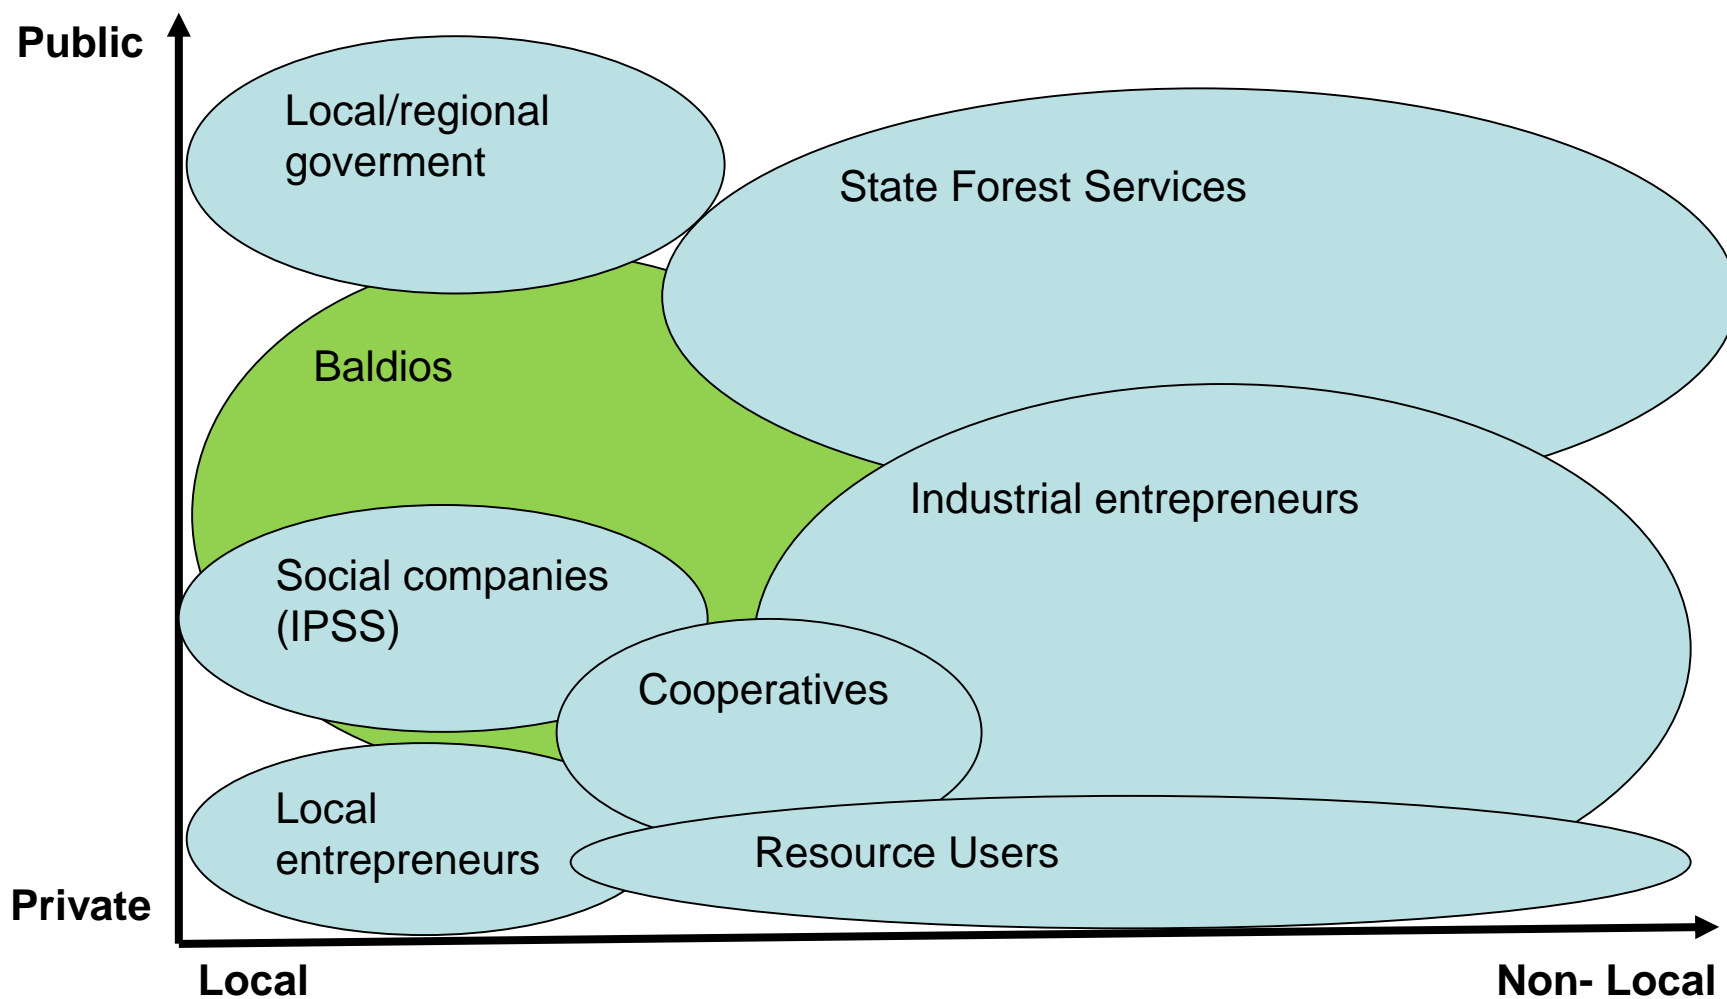 Public
Local/regional
goverment
State Forest Services
Baldios
Industrial entrepreneurs
Social companies
(IPSS)
Cooperatives
Local
entrepreneurs
Resource Users
Private
Local
Non- Local